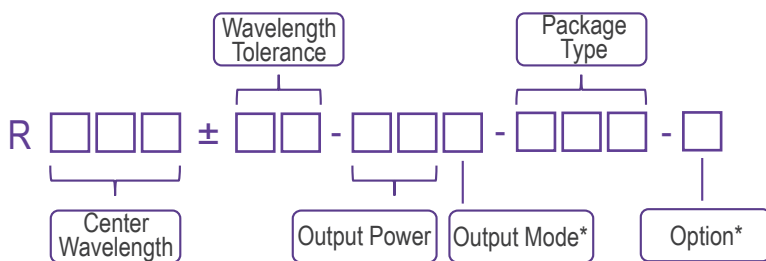 Wavelength
Tolerance
Package
Type
R ± - - -
Center
Wavelength
Output Power
Output Mode*
Option*